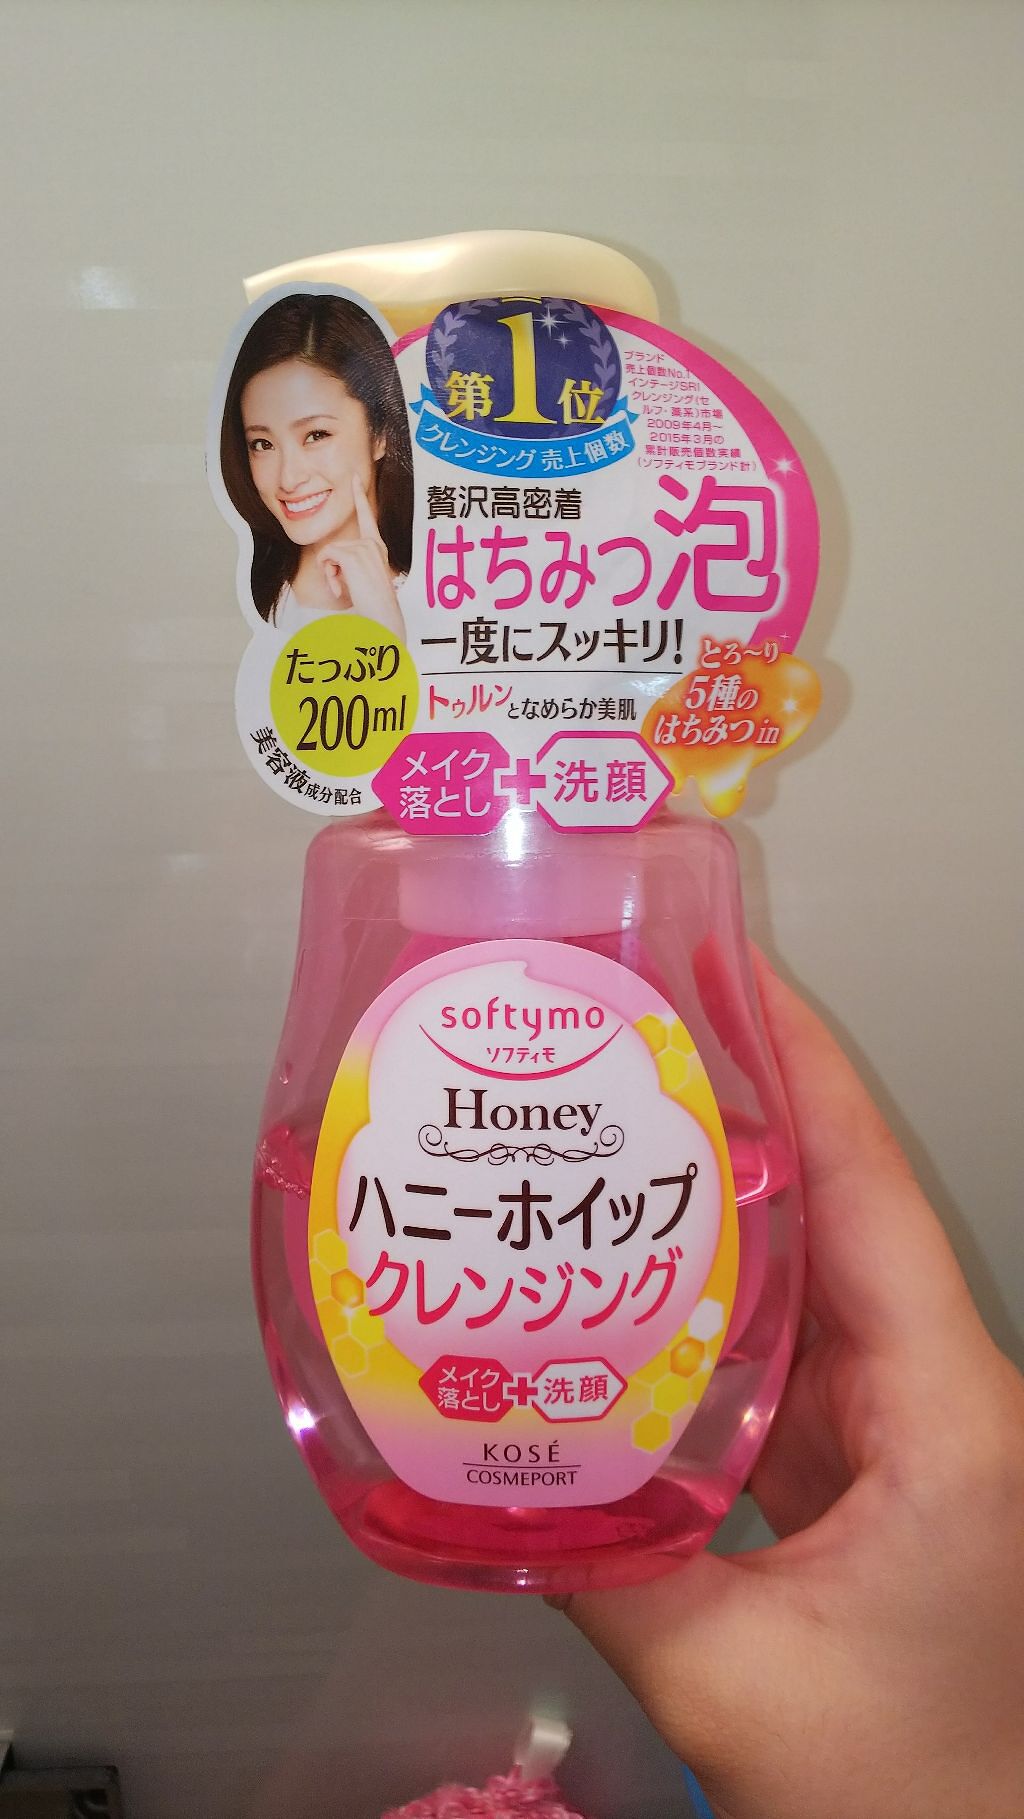 第1位
クレンジング 売上個数
ブランド
売上個数No.1
インテージSRI
クレンジング(セ
ルフ・薬系)市場
2009年4月～
2015年3月の
累計販売個数実績
(ソフティモブランド計)
贅沢高密着
はちみつ泡
一度にスッキリ!
トゥルンとなめらか美肌
とろ～り
5種の
はちみつin
たっぷり
200ml
美容液成分配合
メイク
落とし
+
洗顔
softymo
ソフティモ
Honey
ハニーホイップ
クレンジング
メイク
落とし
+
洗顔
KOSÉ
COSMEPORT